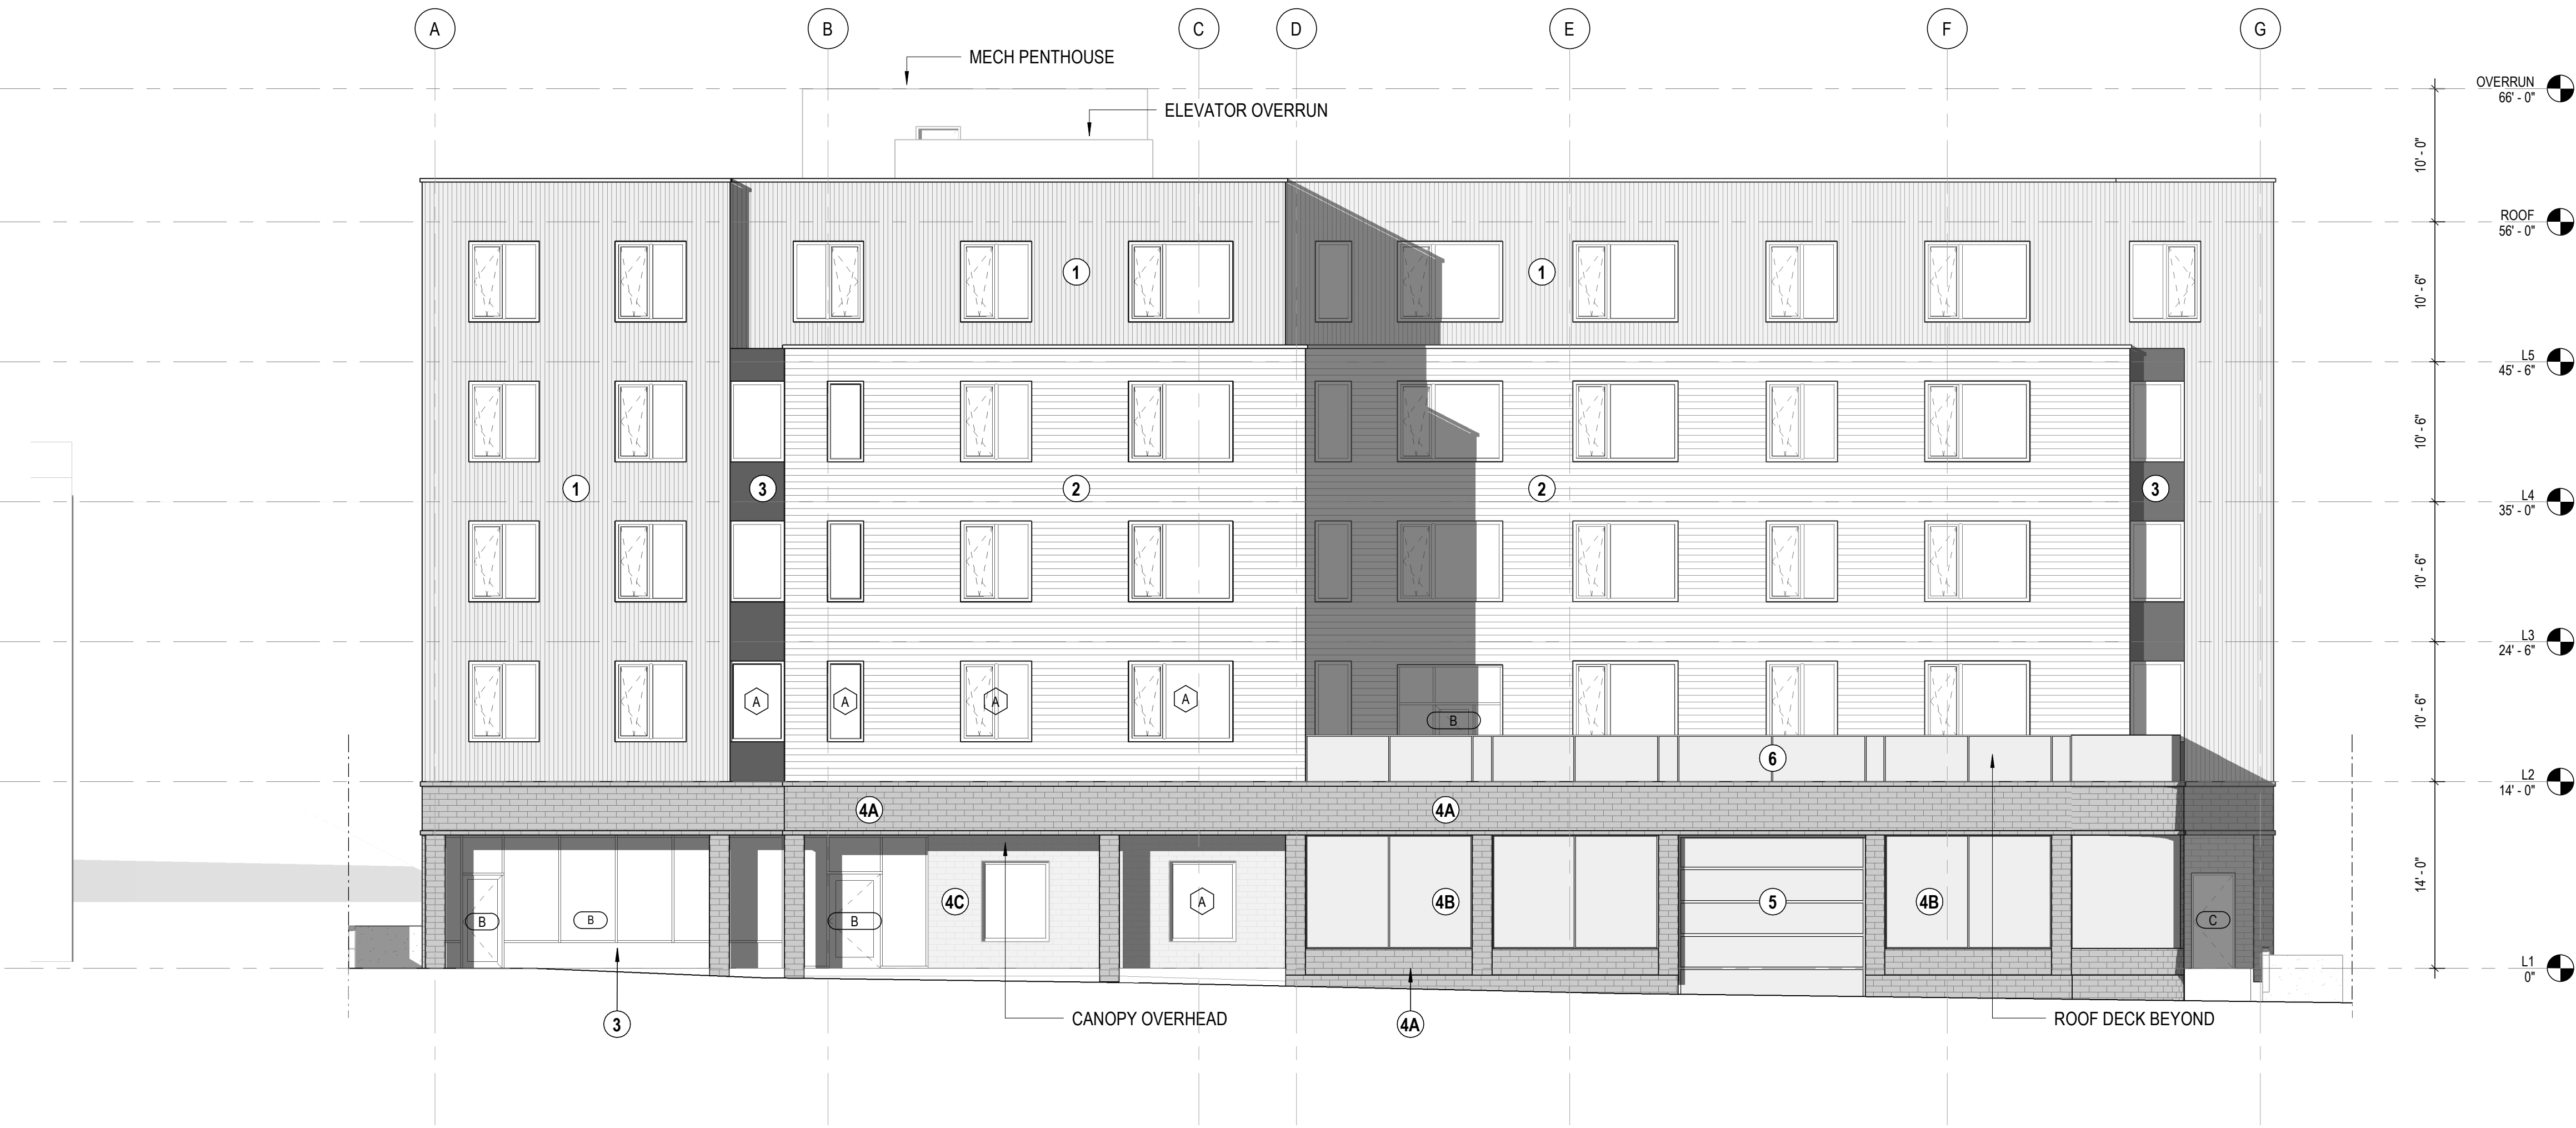 A B C D E F G
MECH PENTHOUSE
OVERRUN
66' - 0"
ELEVATOR OVERRUN
10' - 0"
ROOF
56' - 0"
1 1
10' - 6"
L5
45' - 6"
10' - 6"
1 3 2 2 3
L4
35' - 0"
10' - 6"
L3
24' - 6"
A A A A
B
10' - 6"
6
L2
14' - 0"
4A 4A
14' - 0"
4C A 4B 5 4B
B B B C
L1
0"
3
CANOPY OVERHEAD
4A
ROOF DECK BEYOND